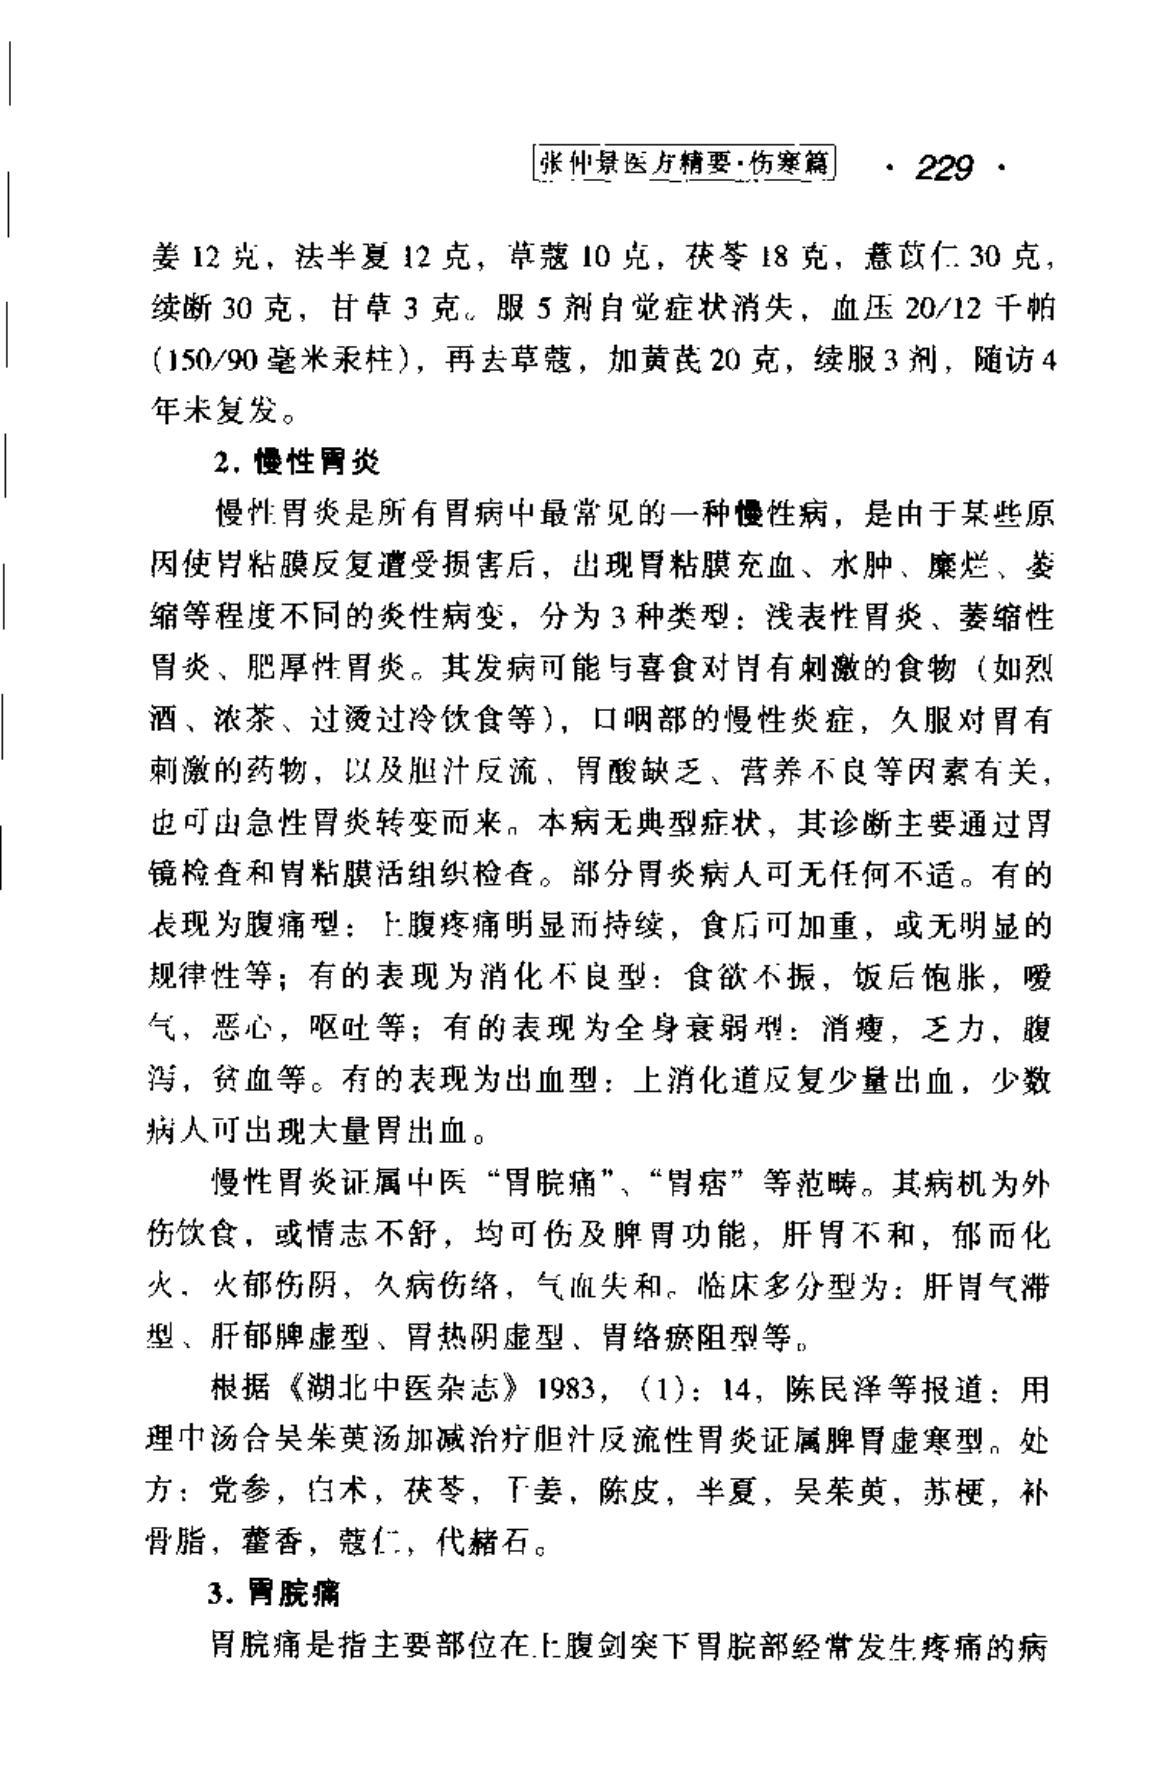 张仲景医方精要·伤寒篇 · 229 ·
姜 12 克，法半夏 12 克，草蔻 10 克，茯苓 18 克，薏苡仁 30 克，
续断 30 克，甘草 3 克。服 5 剂自觉症状消失，血压 20/12 千帕
(150/90 毫米汞柱)，再去草蔻，加黄芪 20 克，续服 3 剂，随访 4
年未复发。
2. 慢性胃炎
慢性胃炎是所有胃病中最常见的一种慢性病，是由于某些原
因使胃粘膜反复遭受损害后，出现胃粘膜充血、水肿、糜烂、萎
缩等程度不同的炎性病变，分为 3 种类型：浅表性胃炎、萎缩性
胃炎、肥厚性胃炎。其发病可能与喜食对胃有刺激的食物（如烈
酒、浓茶、过烫过冷饮食等），口咽部的慢性炎症，久服对胃有
刺激的药物，以及胆汁反流、胃酸缺乏、营养不良等因素有关，
也可由急性胃炎转变而来。本病无典型症状，其诊断主要通过胃
镜检查和胃粘膜活组织检查。部分胃炎病人可无任何不适。有的
表现为腹痛型：上腹疼痛明显而持续，食后可加重，或无明显的
规律性等；有的表现为消化不良型：食欲不振，饭后饱胀，嗳
气，恶心，呕吐等；有的表现为全身衰弱型：消瘦，乏力，腹
泻，贫血等。有的表现为出血型：上消化道反复少量出血，少数
病人可出现大量胃出血。
慢性胃炎证属中医“胃脘痛”、“胃痞”等范畴。其病机为外
伤饮食，或情志不舒，均可伤及脾胃功能，肝胃不和，郁而化
火，火郁伤阴，久病伤络，气血失和。临床多分型为：肝胃气滞
型、肝郁脾虚型、胃热阴虚型、胃络瘀阻型等。
根据《湖北中医杂志》1983，（1）：14，陈民泽等报道：用
理中汤合吴茱萸汤加减治疗胆汁反流性胃炎证属脾胃虚寒型。处
方：党参，白术，茯苓，干姜，陈皮，半夏，吴茱萸，苏梗，补
骨脂，藿香，蔻仁，代赭石。
3. 胃脘痛
胃脘痛是指主要部位在上腹剑突下胃脘部经常发生疼痛的病